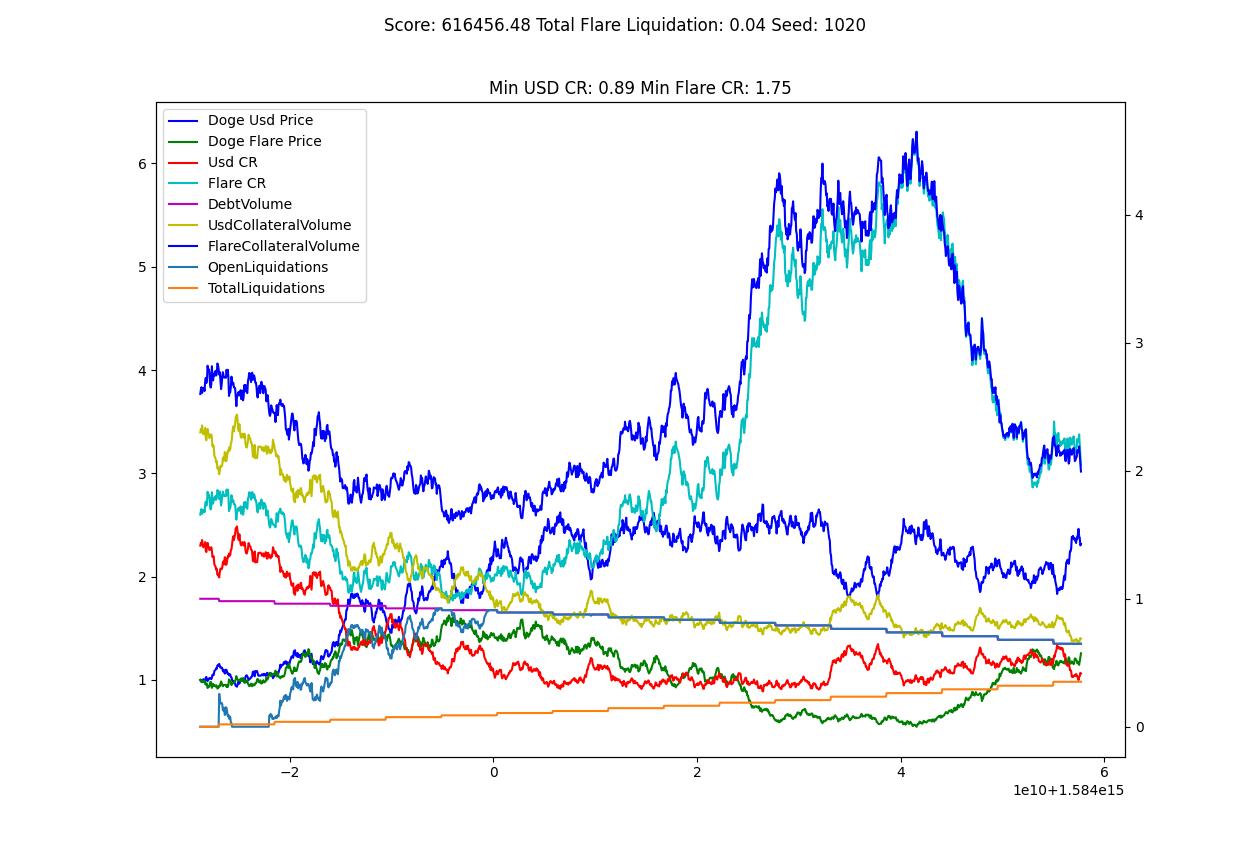 Score: 616456.48 Total Flare Liquidation: 0.04 Seed: 1020
Min USD CR: 0.89 Min Flare CR: 1.75
Doge Usd Price
Doge Flare Price
Usd CR
Flare CR
DebtVolume
UsdCollateralVolume
FlareCollateralVolume
OpenLiquidations
TotalLiquidations
6
5
4
3
2
1
4
3
2
1
0
−2 0 2 4 6
1e10+1.584e15